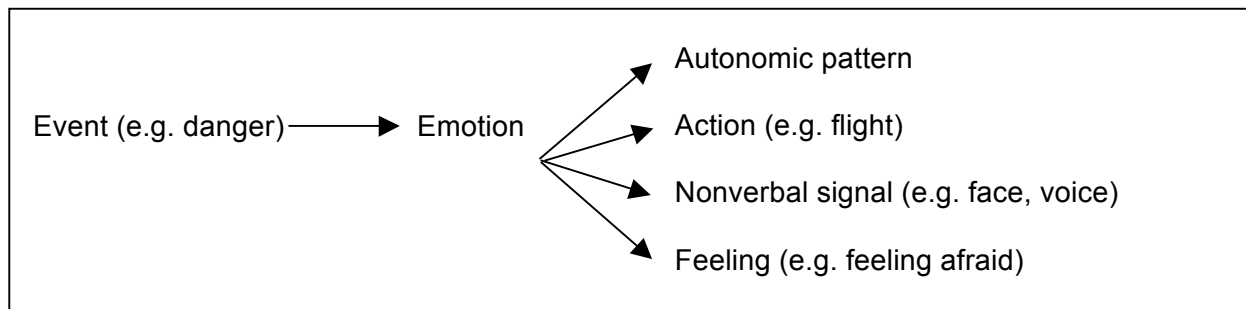 Autonomic pattern
Event (e.g. danger) Emotion Action (e.g. flight)
Nonverbal signal (e.g. face, voice)
Feeling (e.g. feeling afraid)